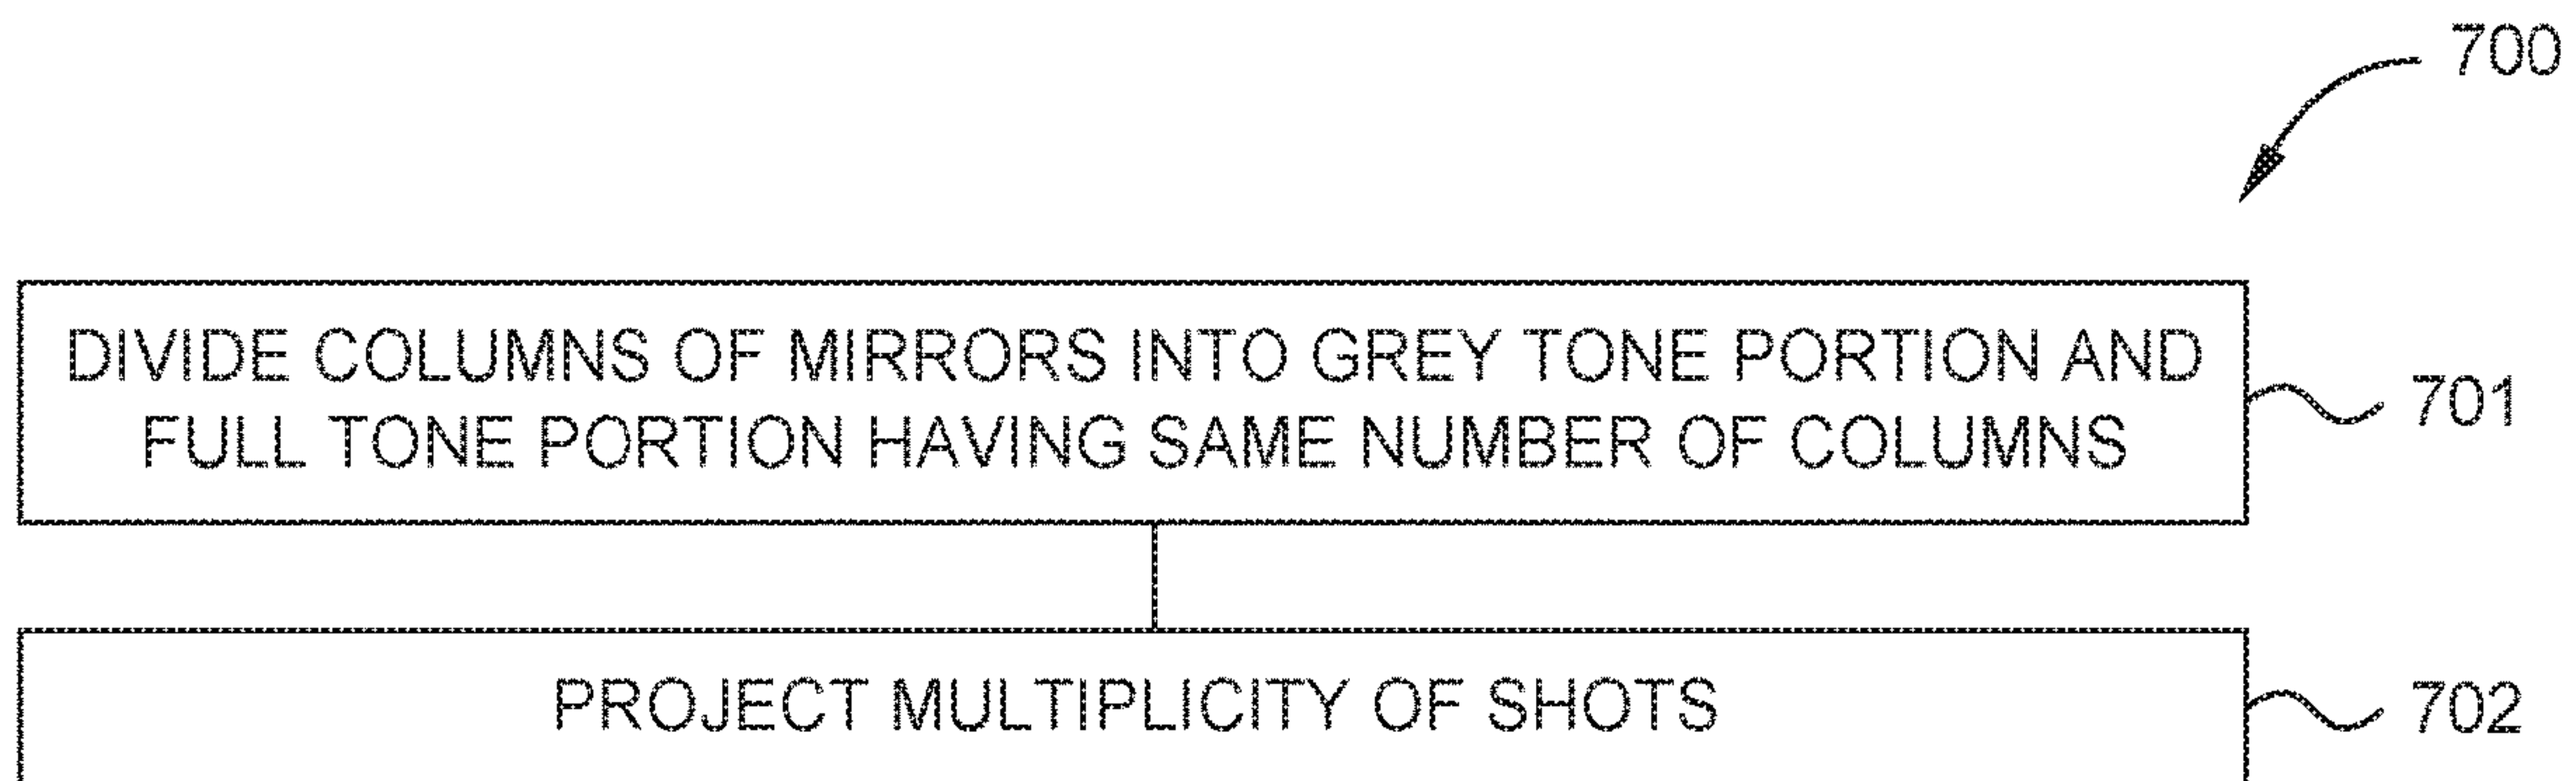 700
DIVIDE COLUMNS OF MIRRORS INTO GREY TONE PORTION AND
FULL TONE PORTION HAVING SAME NUMBER OF COLUMNS
701
PROJECT MULTIPLICITY OF SHOTS
702